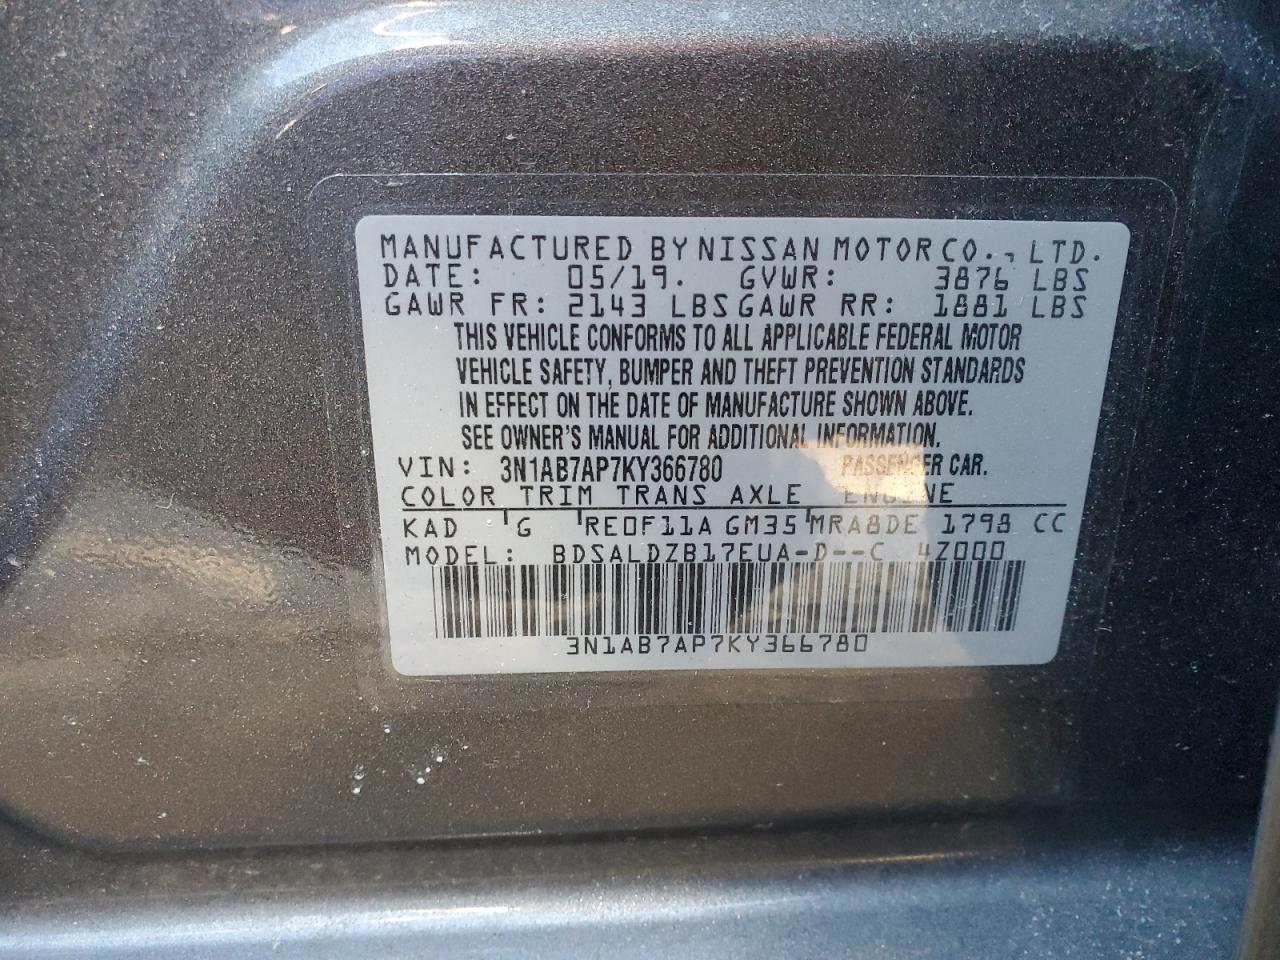 MANUFACTURED BY NISSAN MOTOR CO., LTD.
DATE: 05/19. GVWR: 3876 LBS
GAWR FR: 2143 LBS GAWR RR: 1881 LBS
THIS VEHICLE CONFORMS TO ALL APPLICABLE FEDERAL MOTOR
VEHICLE SAFETY, BUMPER AND THEFT PREVENTION STANDARDS
IN EFFECT ON THE DATE OF MANUFACTURE SHOWN ABOVE.
SEE OWNER'S MANUAL FOR ADDITIONAL INFORMATION.
VIN: 3N1AB7AP7KY366780 PASSENGER CAR.
COLOR TRIM TRANS AXLE ENGINE
KAD G RE0F11A GM35 MRA8DE 1798 CC
MODEL: BDSALDZB17EUA-D--C 4Z000
3N1AB7AP7KY366780